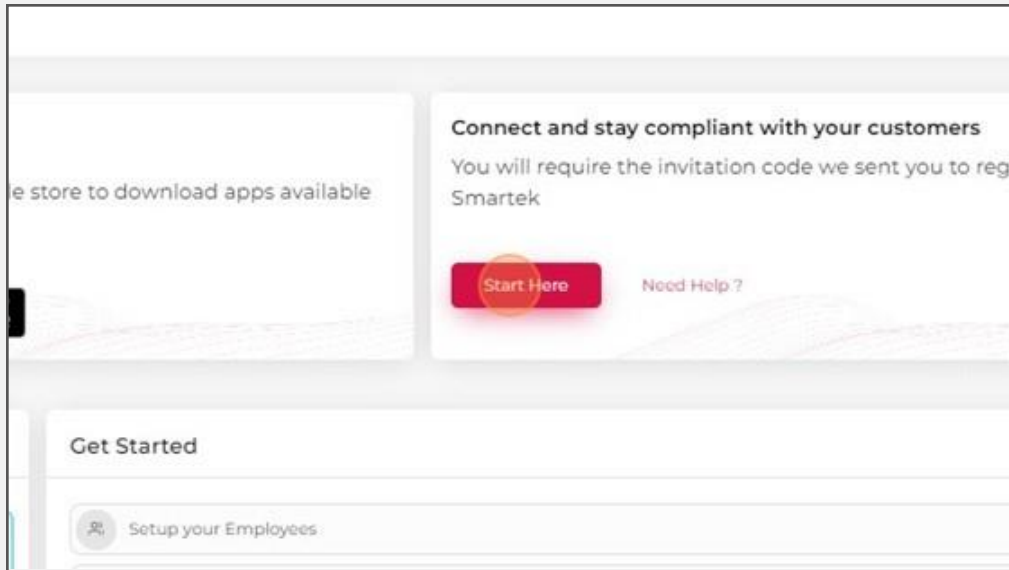 Connect and stay compliant with your customers
You will require the invitation code we sent you to reg
Smartek
le store to download apps available
Start Here
Need Help ?
Get Started
Setup your Employees